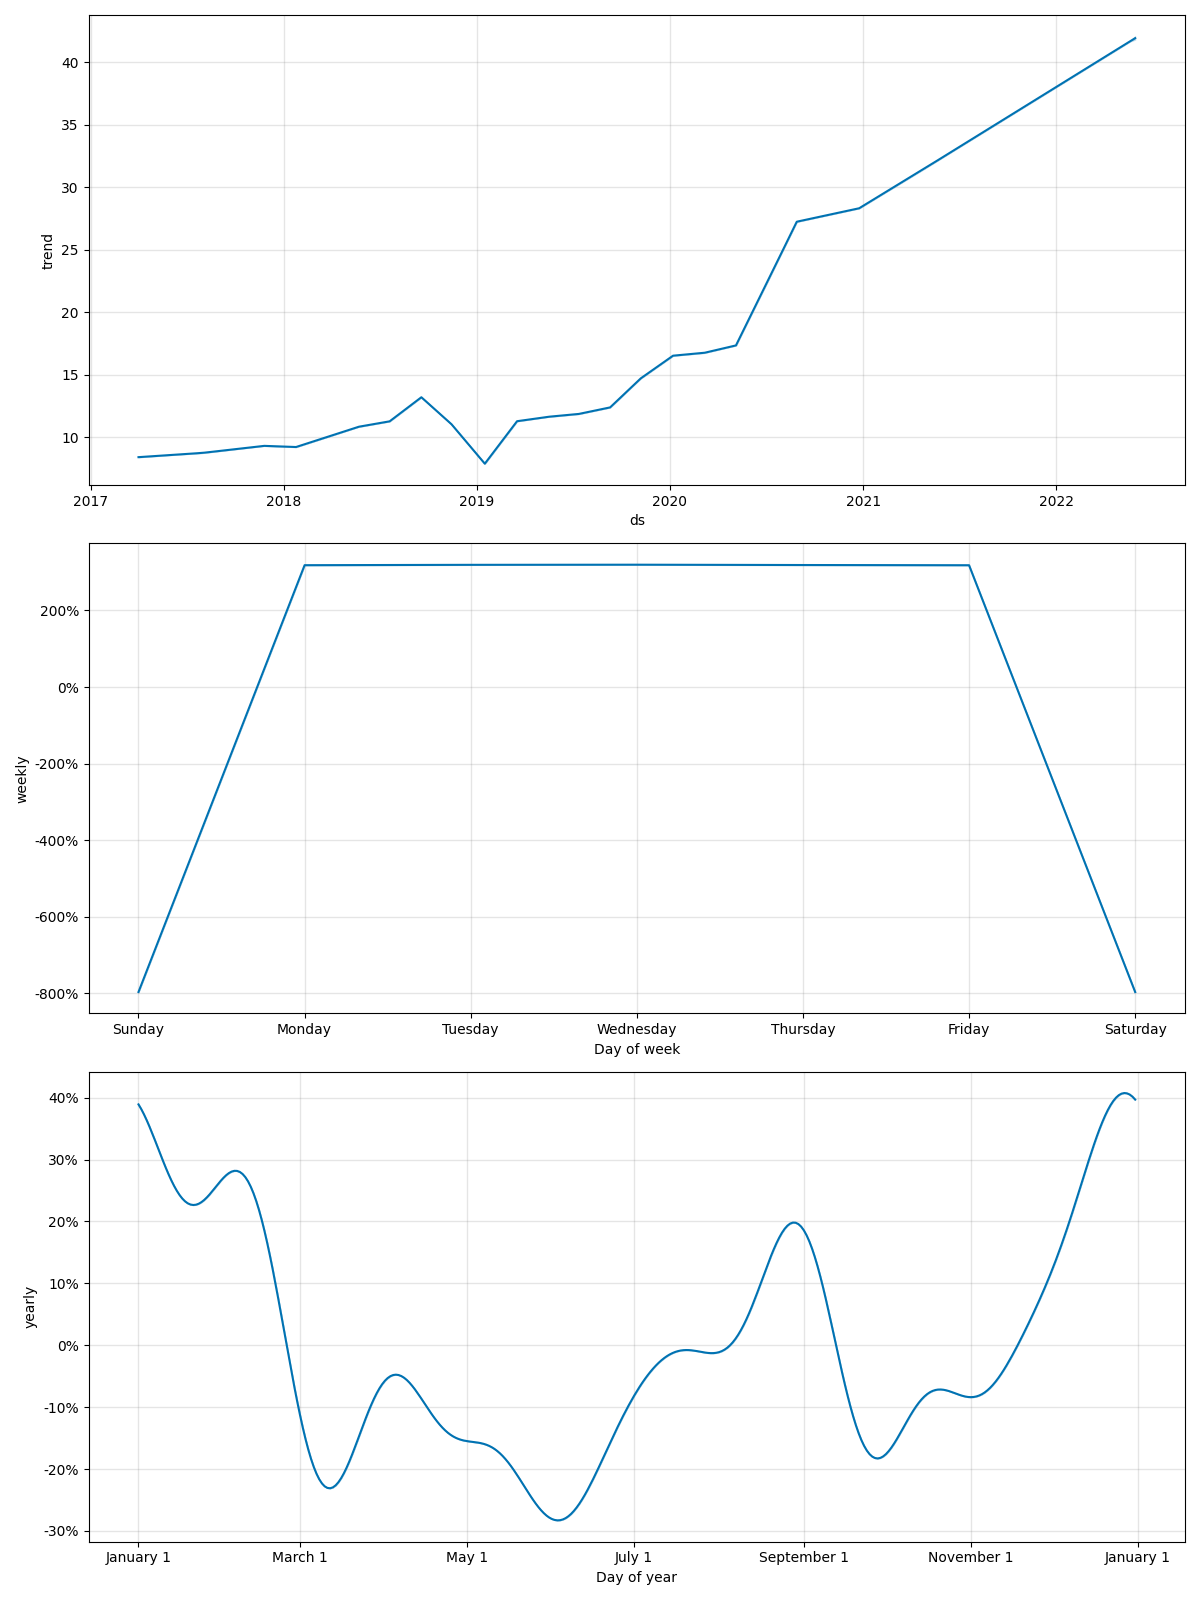 trend
40
35
30
25
20
15
10
2017 2018 2019 2020 2021 2022
ds
weekly
200%
0%
-200%
-400%
-600%
-800%
Sunday Monday Tuesday Wednesday Thursday Friday Saturday
Day of week
yearly
40%
30%
20%
10%
0%
-10%
-20%
-30%
January 1 March 1 May 1 July 1 September 1 November 1 January 1
Day of year